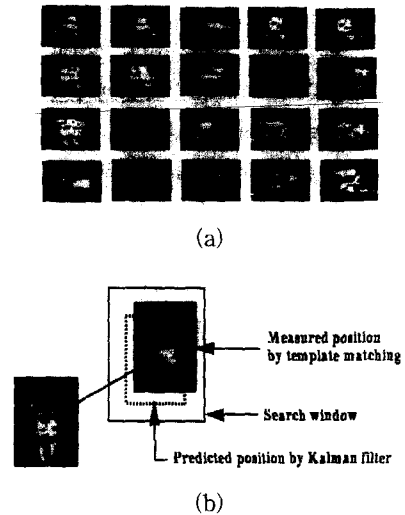 (a)
Measured position
by template matching
Search window
Predicted position by Kalman filter
(b)